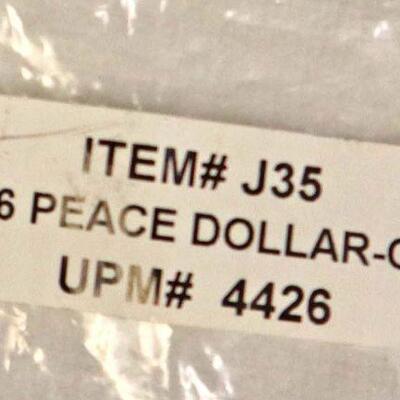 ITEM# J35
6 PEACE DOLLAR-
UPM# 4426